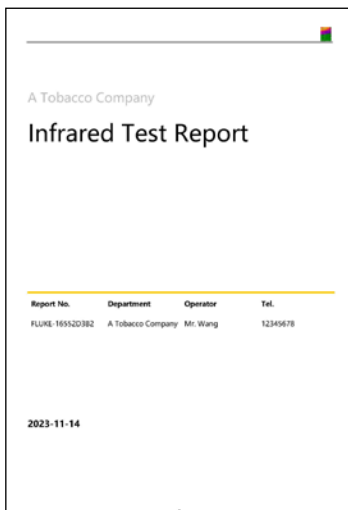 A Tobacco Company
Infrared Test Report
Report No. Department Operator Tel.
FLUKE-16552D3B2 A Tobacco Company Mr. Wang 12345678
2023-11-14